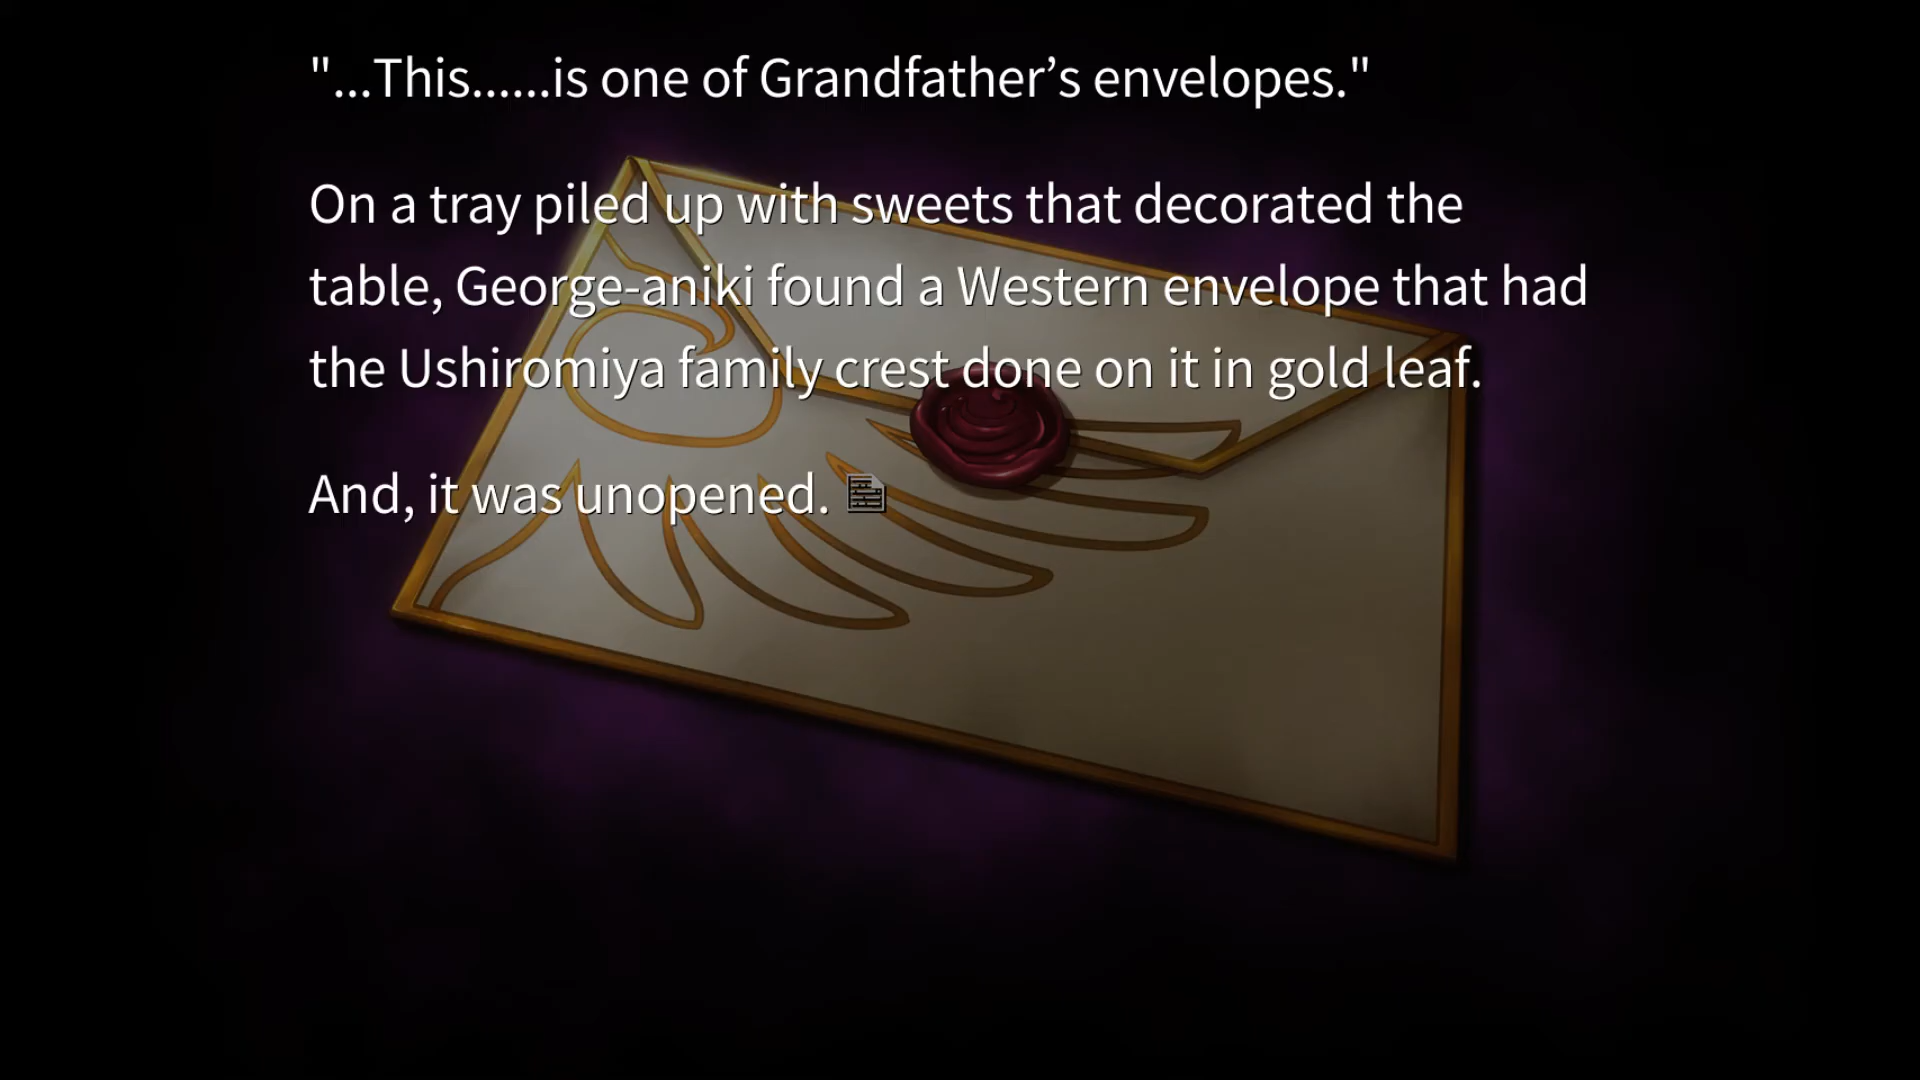 "...This......is one of Grandfather’s envelopes."
On a tray piled up with sweets that decorated the
table, George-aniki found a Western envelope that had
the Ushiromiya family crest done on it in gold leaf.
And, it was unopened.